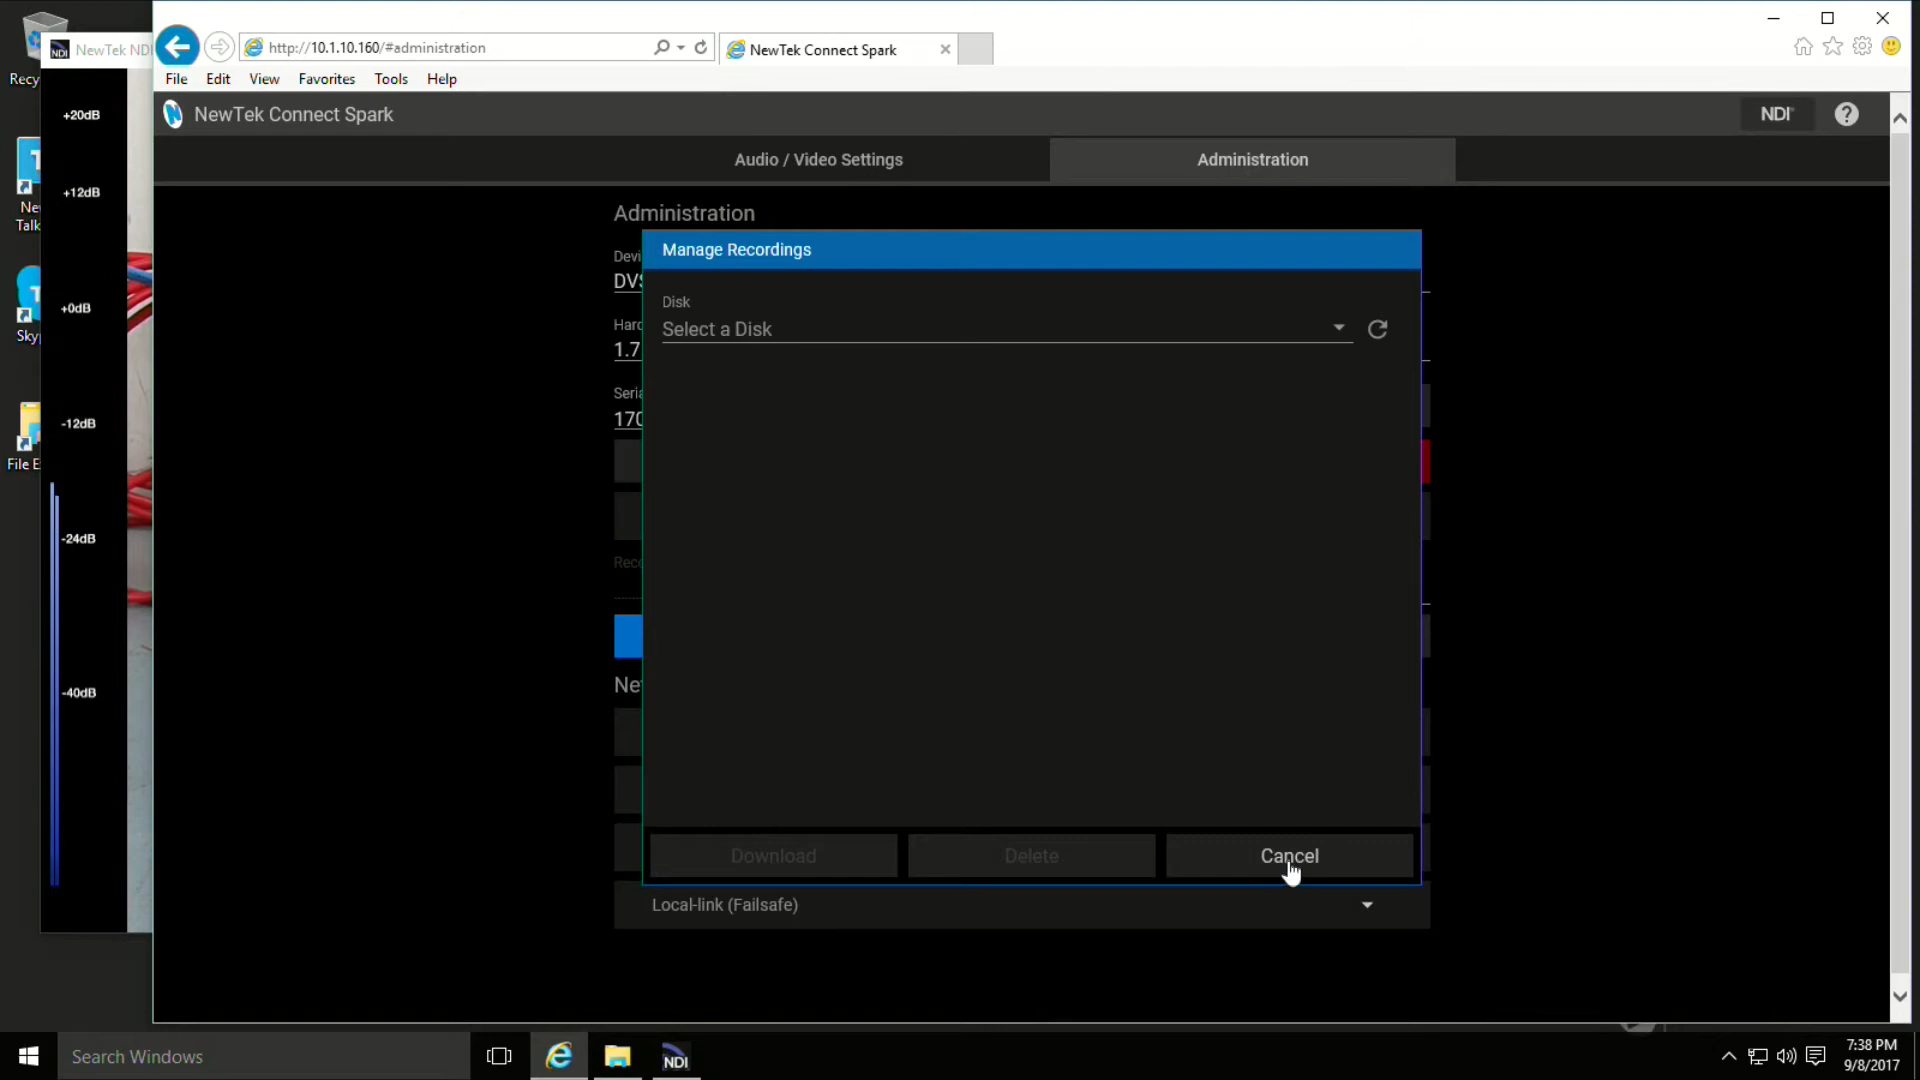 NewTek NDI
http://10.1.10.160/#administration
NewTek Connect Spark
File Edit View Favorites Tools Help
NewTek Connect Spark
NDI
?
Audio / Video Settings
Administration
+20dB
+12dB
+0dB
-12dB
-24dB
-40dB
Recy
Ne
Talk
Sky
File E
Administration
Devi
DVS
Hard
1.7
Seria
170
Reco
Ne
Manage Recordings
Disk
Select a Disk
Download
Delete
Cancel
Local-link (Failsafe)
Search Windows
NDI
7:38 PM
9/8/2017